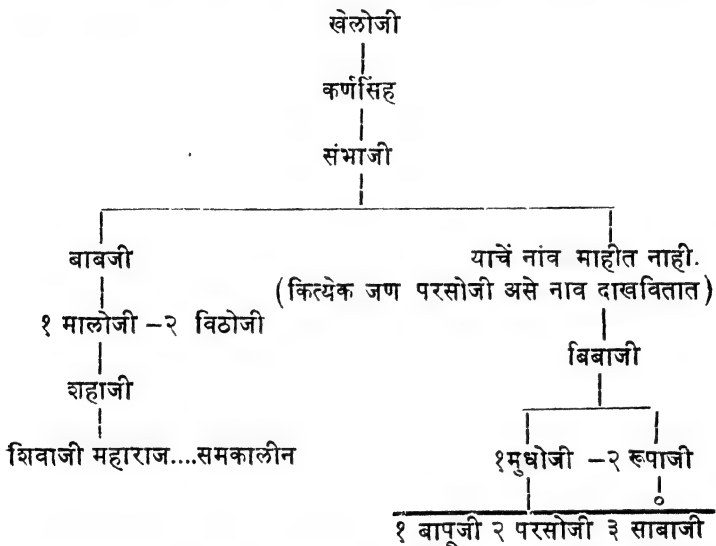 खेलोजी
कर्णसिंह
संभाजी
बाबजी
याचें नांव माहीत नाही.
(कित्येक जण परसोजी असे नाव दाखवितात)
१ मालोजी –२ विठोजी
बिबाजी
शहाजी
शिवाजी महाराज....समकालीन
१मुधोजी –२ रूपाजी
०
१ बापूजी २ परसोजी ३ साबाजी